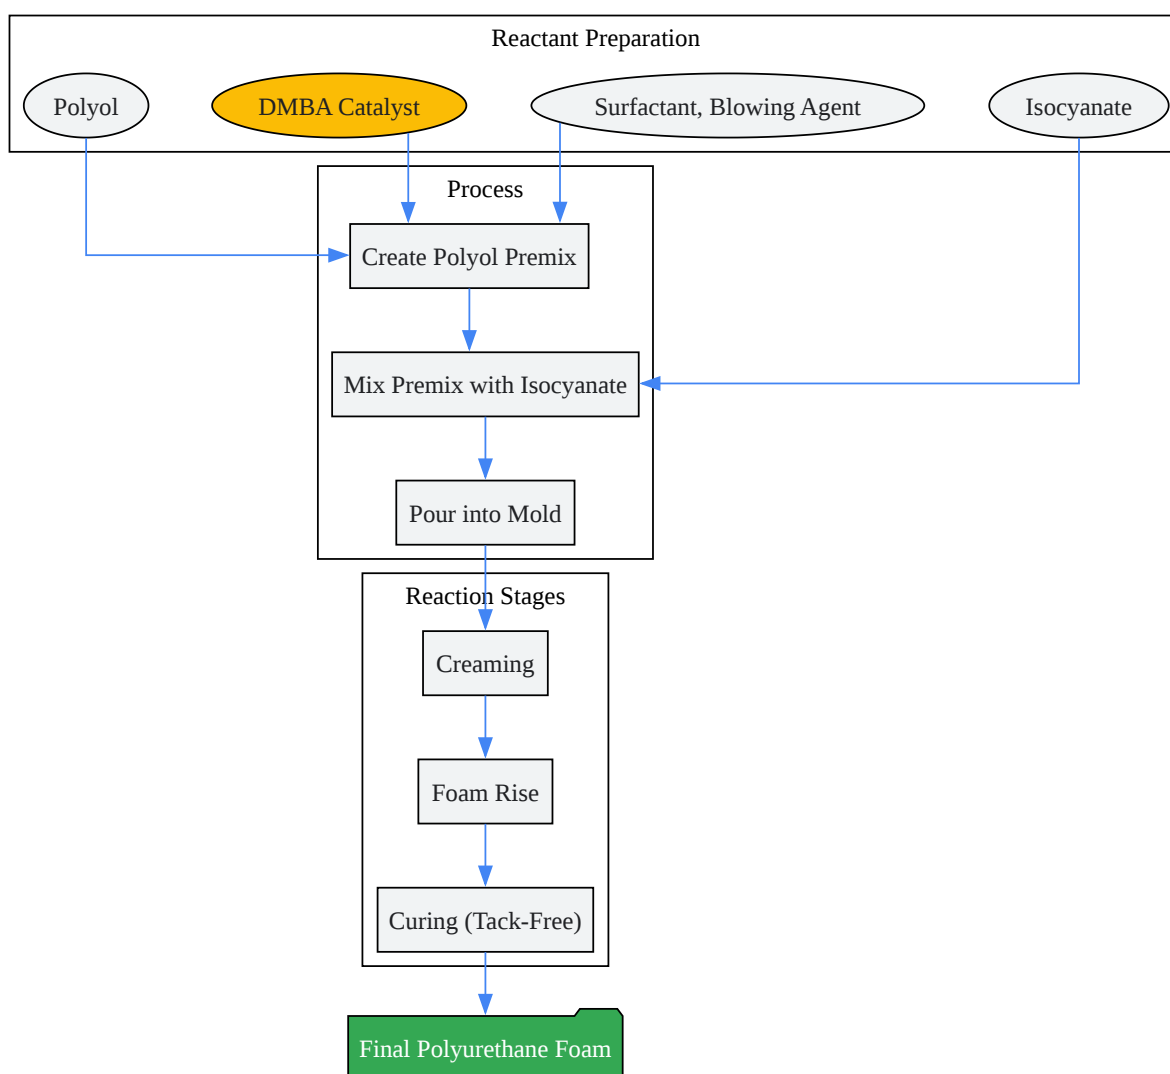 Reactant Preparation
Polyol
DMBA Catalyst
Surfactant, Blowing Agent
Isocyanate
Process
Create Polyol Premix
Mix Premix with Isocyanate
Pour into Mold
Reaction Stages
Creaming
Foam Rise
Curing (Tack-Free)
Final Polyurethane Foam